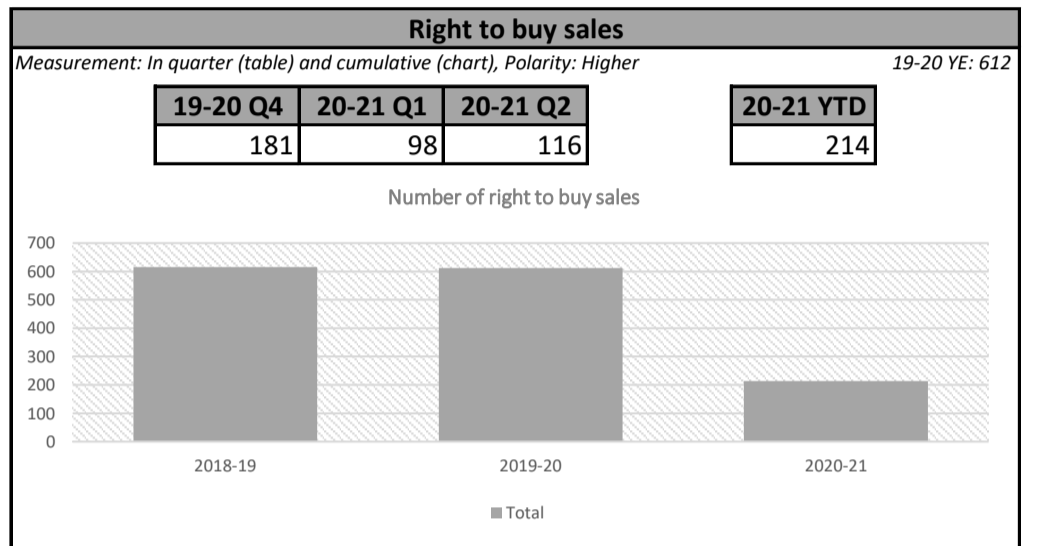 Right to buy sales
Measurement: In quarter (table) and cumulative (chart), Polarity: Higher 19-20 YE: 612
19-20 Q4 20-21 Q1 20-21 Q2 20-21 YTD
181 98 116 214
Number of right to buy sales
700
600
500
400
300
200
100
0
2018-19 2019-20 2020-21
Total